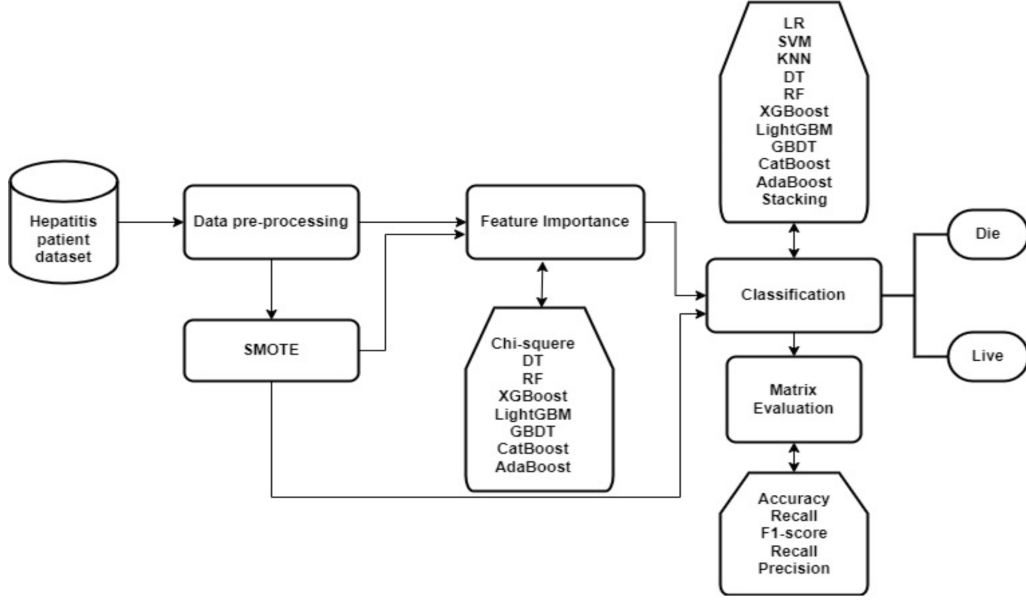 Hepatitis
patient
dataset
Data pre-processing
SMOTE
Feature Importance
Chi-squere
DT
RF
XGBoost
LightGBM
GBDT
CatBoost
AdaBoost
LR
SVM
KNN
DT
RF
XGBoost
LightGBM
GBDT
CatBoost
AdaBoost
Stacking
Classification
Die
Live
Matrix
Evaluation
Accuracy
Recall
F1-score
Recall
Precision